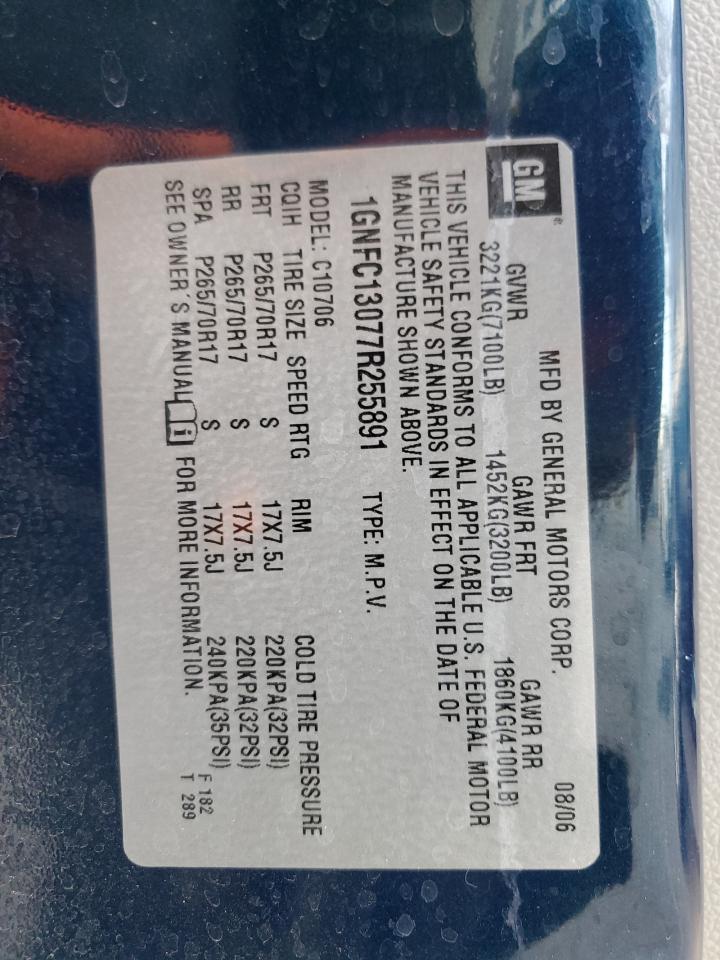 GM® MFD BY GENERAL MOTORS CORP. 08/06
GVWR GAWR FRT GAWR RR
3221KG(7100LB) 1452KG(3200LB) 1860KG(4100LB)
THIS VEHICLE CONFORMS TO ALL APPLICABLE U.S. FEDERAL MOTOR
VEHICLE SAFETY STANDARDS IN EFFECT ON THE DATE OF
MANUFACTURE SHOWN ABOVE.
1GNFC13077R255891 TYPE: M.P.V.
MODEL: C10706
CQIH TIRE SIZE SPEED RTG RIM COLD TIRE PRESSURE
FRT P265/70R17 S 17X7.5J 220KPA(32PSI)
RR P265/70R17 S 17X7.5J 220KPA(32PSI)
SPA P265/70R17 S 17X7.5J 240KPA(35PSI)
SEE OWNER'S MANUAL i FOR MORE INFORMATION.
F 182
T 289